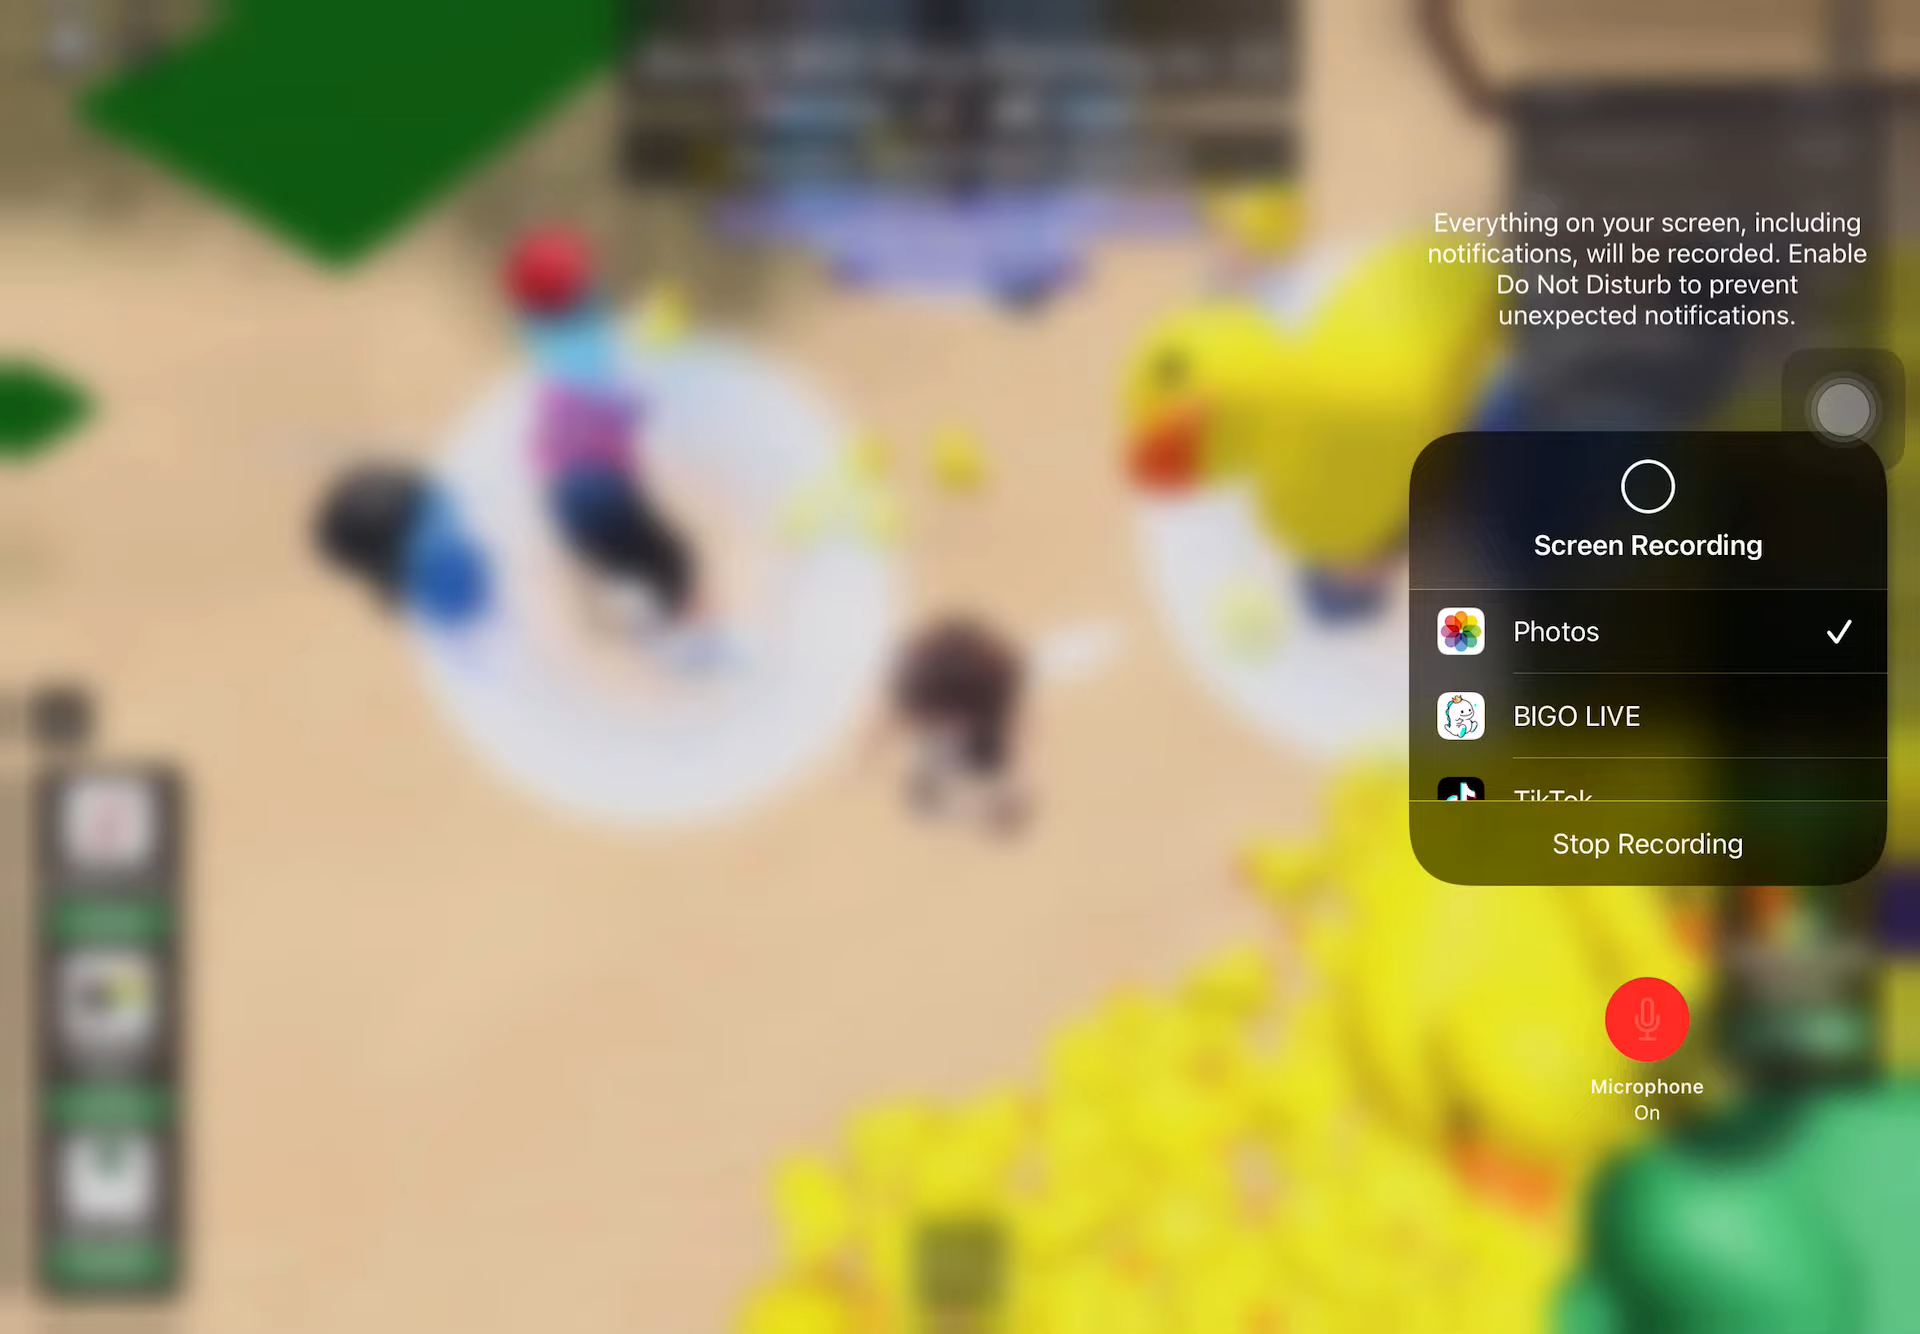 Everything on your screen, including
notifications, will be recorded. Enable
Do Not Disturb to prevent
unexpected notifications.
Screen Recording
Photos
BIGO LIVE
TikTok
Stop Recording
Microphone
On